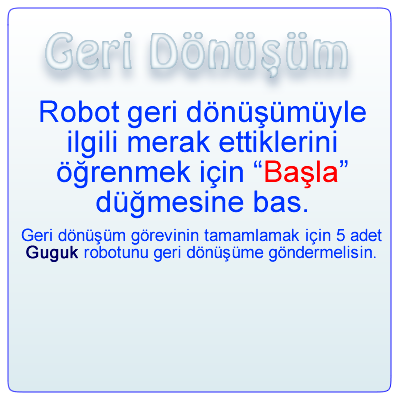 Geri Dönüşüm
Robot geri dönüşümüyle
ilgili merak ettiklerini
öğrenmek için “Başla”
düğmesine bas.
Geri dönüşüm görevinin tamamlamak için 5 adet
Guguk robotunu geri dönüşüme göndermelisin.